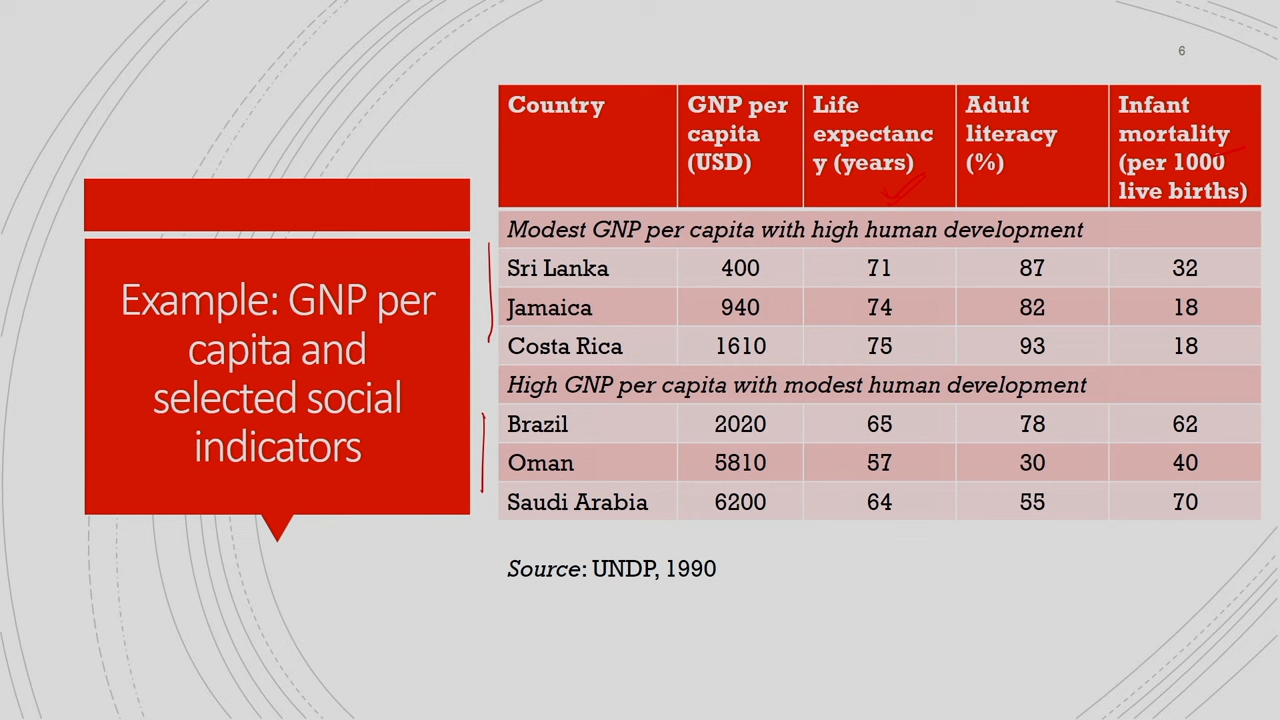 6
Example: GNP per
capita and
selected social
indicators
Country GNP per capita (USD) Life expectancy (years) Adult literacy (%) Infant mortality (per 1000 live births)
Modest GNP per capita with high human development
Sri Lanka 400 71 87 32
Jamaica 940 74 82 18
Costa Rica 1610 75 93 18
High GNP per capita with modest human development
Brazil 2020 65 78 62
Oman 5810 57 30 40
Saudi Arabia 6200 64 55 70
Source: UNDP, 1990